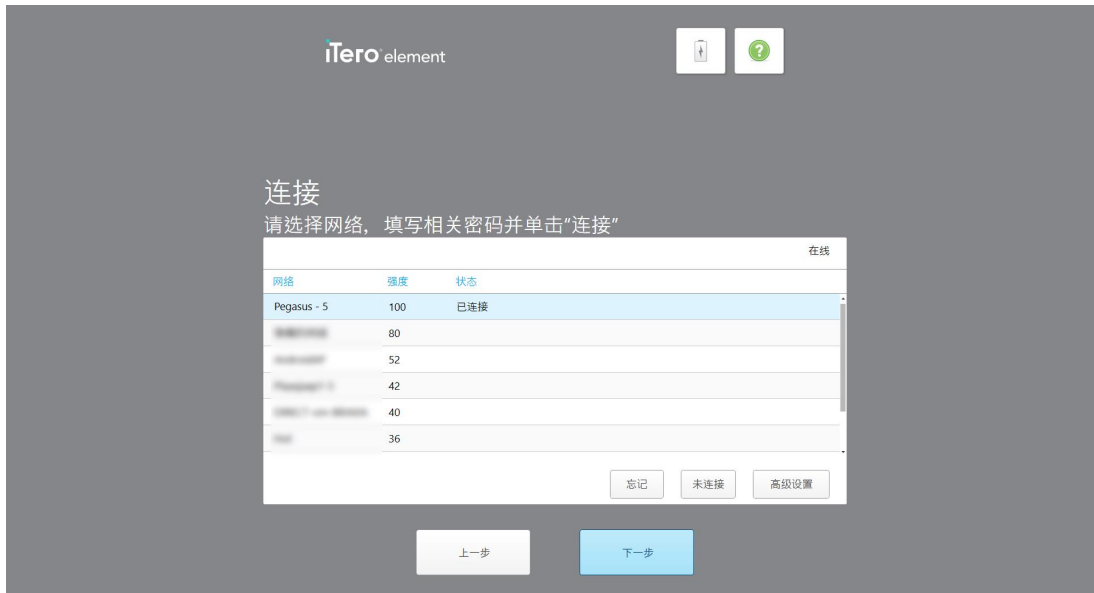 iTero element
连接
请选择网络，填写相关密码并单击“连接”
在线
网络 强度 状态
Pegasus - 5 100 已连接
80
52
42
40
36
忘记 未连接 高级设置
上一步 下一步